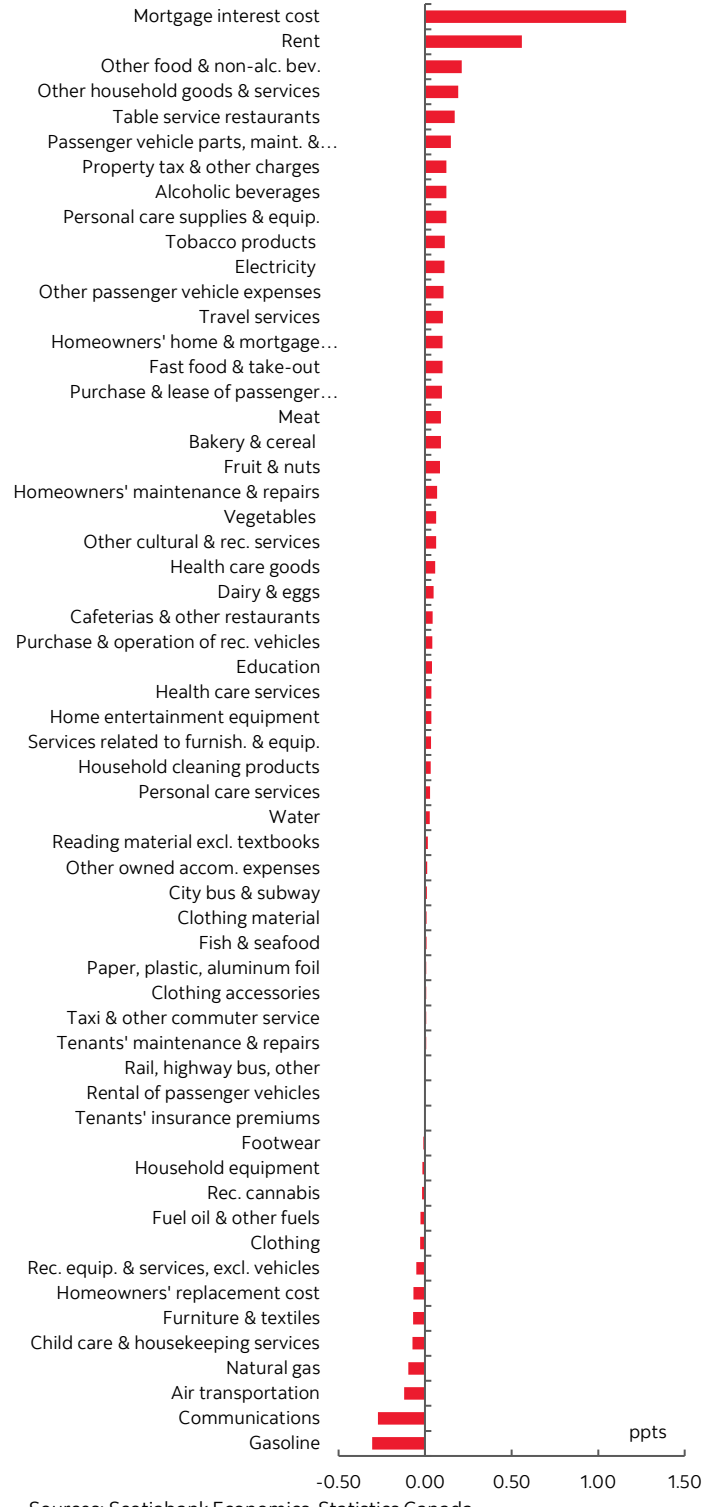 Mortgage interest cost
Rent
Other food & non-alc. bev.
Other household goods & services
Table service restaurants
Passenger vehicle parts, maint. &…
Property tax & other charges
Alcoholic beverages
Personal care supplies & equip.
Tobacco products
Electricity
Other passenger vehicle expenses
Travel services
Homeowners' home & mortgage…
Fast food & take-out
Purchase & lease of passenger…
Meat
Bakery & cereal
Fruit & nuts
Homeowners' maintenance & repairs
Vegetables
Other cultural & rec. services
Health care goods
Dairy & eggs
Cafeterias & other restaurants
Purchase & operation of rec. vehicles
Education
Health care services
Home entertainment equipment
Services related to furnish. & equip.
Household cleaning products
Personal care services
Water
Reading material excl. textbooks
Other owned accom. expenses
City bus & subway
Clothing material
Fish & seafood
Paper, plastic, aluminum foil
Clothing accessories
Taxi & other commuter service
Tenants' maintenance & repairs
Rail, highway bus, other
Rental of passenger vehicles
Tenants' insurance premiums
Footwear
Household equipment
Rec. cannabis
Fuel oil & other fuels
Clothing
Rec. equip. & services, excl. vehicles
Homeowners' replacement cost
Furniture & textiles
Child care & housekeeping services
Natural gas
Air transportation
Communications
ppts
Gasoline
-0.50 0.00 0.50 1.00 1.50
Sources: Scotiabank Economics, Statistics Canada